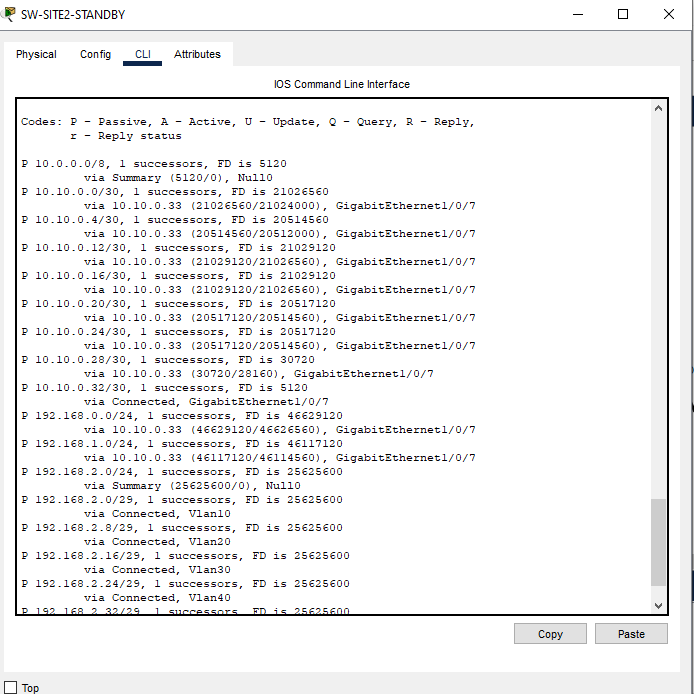 SW-SITE2-STANDBY
Physical Config CLI Attributes
IOS Command Line Interface
Codes: P - Passive, A - Active, U - Update, Q - Query, R - Reply,
r - Reply status
P 10.0.0.0/8, 1 successors, FD is 5120
via Summary (5120/0), Null0
P 10.10.0.0/30, 1 successors, FD is 21026560
via 10.10.0.33 (21026560/21024000), GigabitEthernet1/0/7
P 10.10.0.4/30, 1 successors, FD is 20514560
via 10.10.0.33 (20514560/20512000), GigabitEthernet1/0/7
P 10.10.0.12/30, 1 successors, FD is 21029120
via 10.10.0.33 (21029120/21026560), GigabitEthernet1/0/7
P 10.10.0.16/30, 1 successors, FD is 21029120
via 10.10.0.33 (21029120/21026560), GigabitEthernet1/0/7
P 10.10.0.20/30, 1 successors, FD is 20517120
via 10.10.0.33 (20517120/20514560), GigabitEthernet1/0/7
P 10.10.0.24/30, 1 successors, FD is 20517120
via 10.10.0.33 (20517120/20514560), GigabitEthernet1/0/7
P 10.10.0.28/30, 1 successors, FD is 30720
via 10.10.0.33 (30720/28160), GigabitEthernet1/0/7
P 10.10.0.32/30, 1 successors, FD is 5120
via Connected, GigabitEthernet1/0/7
P 192.168.0.0/24, 1 successors, FD is 46629120
via 10.10.0.33 (46629120/46626560), GigabitEthernet1/0/7
P 192.168.1.0/24, 1 successors, FD is 46117120
via 10.10.0.33 (46117120/46114560), GigabitEthernet1/0/7
P 192.168.2.0/24, 1 successors, FD is 25625600
via Summary (25625600/0), Null0
P 192.168.2.0/29, 1 successors, FD is 25625600
via Connected, Vlan10
P 192.168.2.8/29, 1 successors, FD is 25625600
via Connected, Vlan20
P 192.168.2.16/29, 1 successors, FD is 25625600
via Connected, Vlan30
P 192.168.2.24/29, 1 successors, FD is 25625600
via Connected, Vlan40
P 192.168.2.32/29, 1 successors, FD is 25625600
Copy Paste
Top